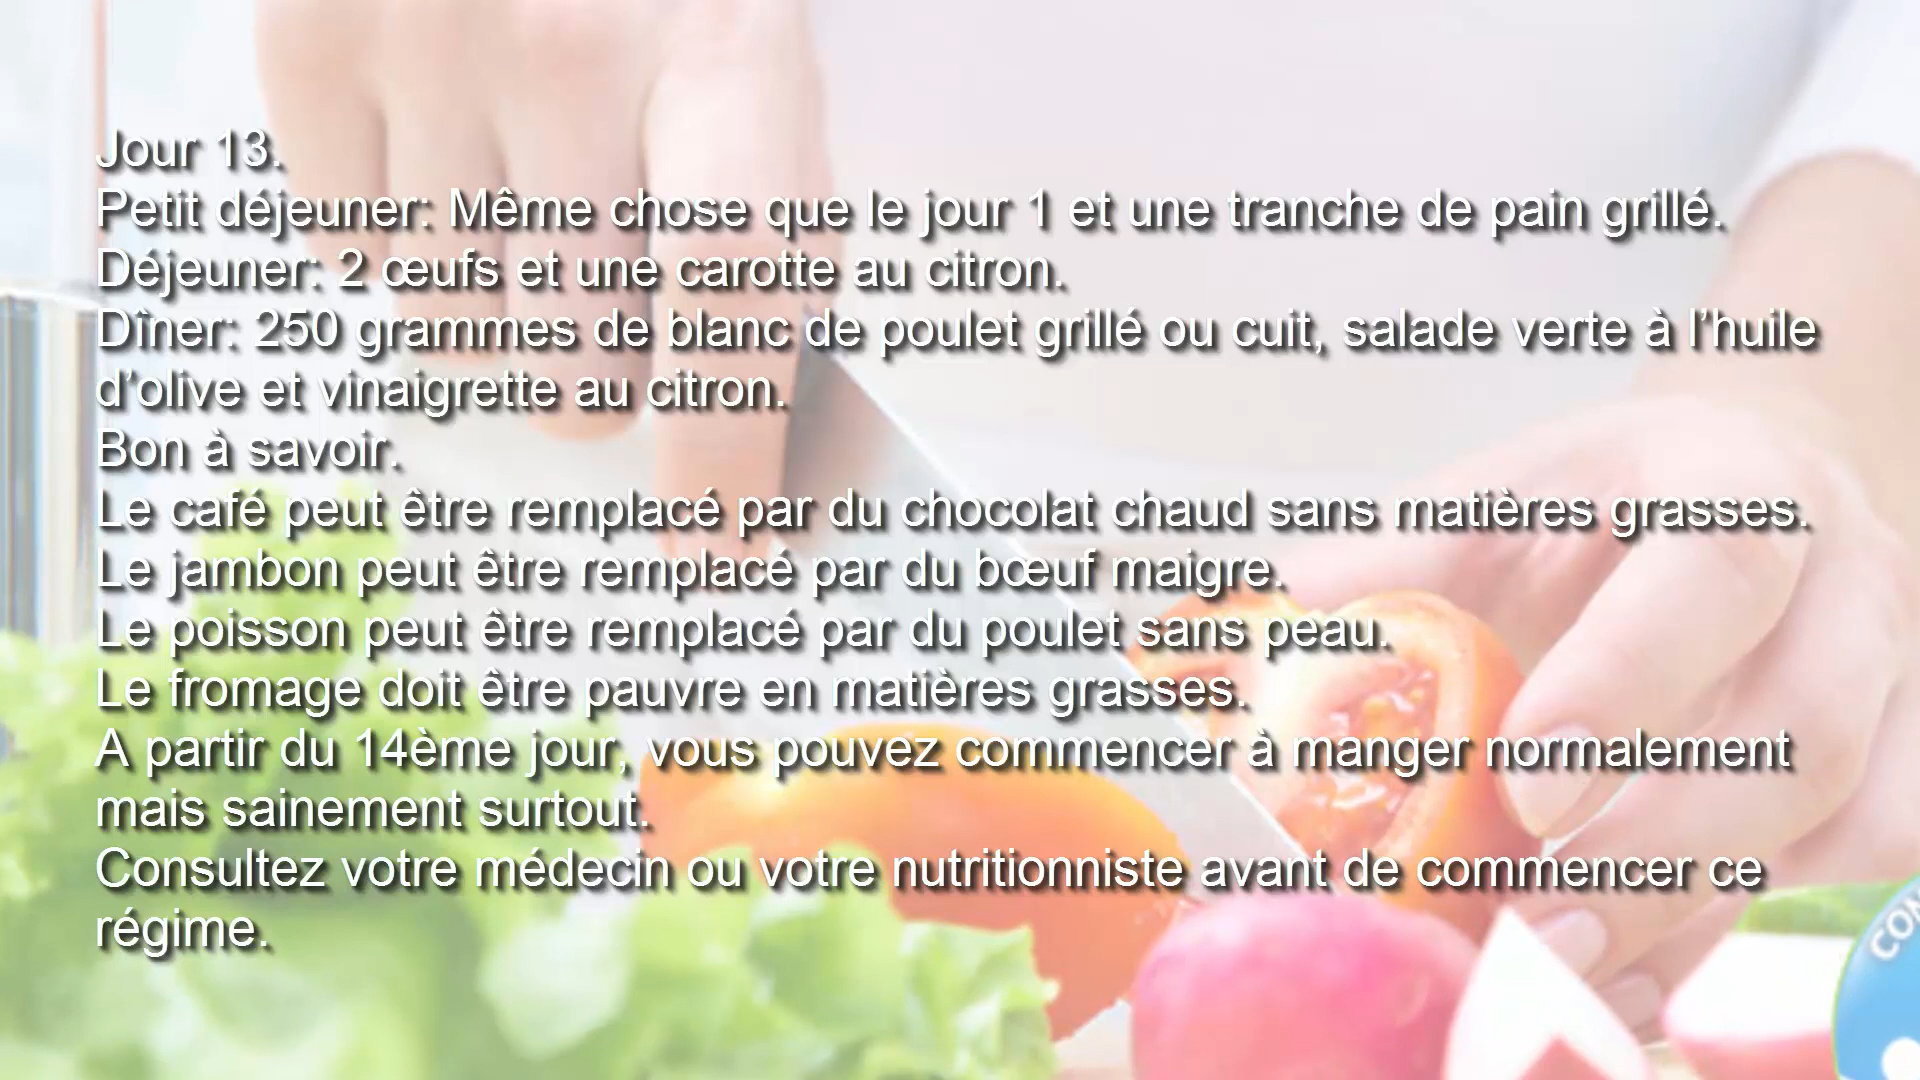 Jour 13.
Petit déjeuner: Même chose que le jour 1 et une tranche de pain grillé.
Déjeuner: 2 œufs et une carotte au citron.
Dîner: 250 grammes de blanc de poulet grillé ou cuit, salade verte à l’huile
d’olive et vinaigrette au citron.
Bon à savoir.
Le café peut être remplacé par du chocolat chaud sans matières grasses.
Le jambon peut être remplacé par du bœuf maigre.
Le poisson peut être remplacé par du poulet sans peau.
Le fromage doit être pauvre en matières grasses.
A partir du 14ème jour, vous pouvez commencer à manger normalement
mais sainement surtout.
Consultez votre médecin ou votre nutritionniste avant de commencer ce
régime.